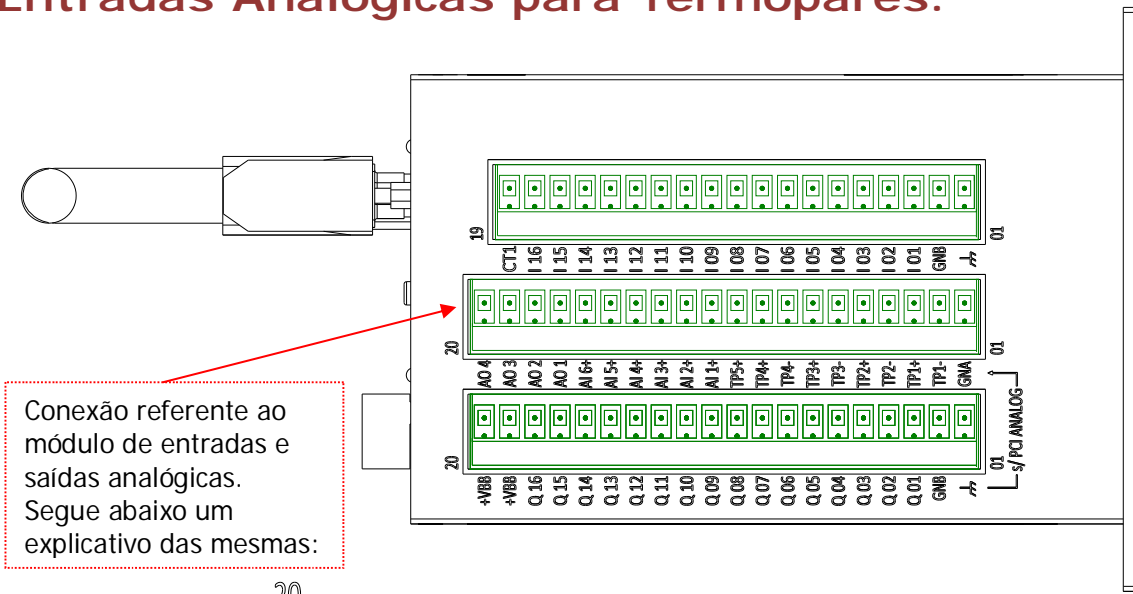 Entradas Analógicas para Termopares:
19
01
CT1 I 16 I 15 I 14 I 13 I 12 I 11 I 10 I 09 I 08 I 07 I 06 I 05 I 04 I 03 I 02 I 01 GNB
20
01
AO 4 AO 3 AO 2 AO 1 AI 6+ AI 5+ AI 4+ AI 3+ AI 2+ AI 1+ TP5+ TP4+ TP4- TP3+ TP3- TP2+ TP2- TP1+ TP1- GNA
Conexão referente ao
módulo de entradas e
saídas analógicas.
Segue abaixo um
explicativo das mesmas:
20
01
s/ PCI ANALOG
+VBB +VBB Q 16 Q 15 Q 14 Q 13 Q 12 Q 11 Q 10 Q 09 Q 08 Q 07 Q 06 Q 05 Q 04 Q 03 Q 02 Q 01 GNB
20